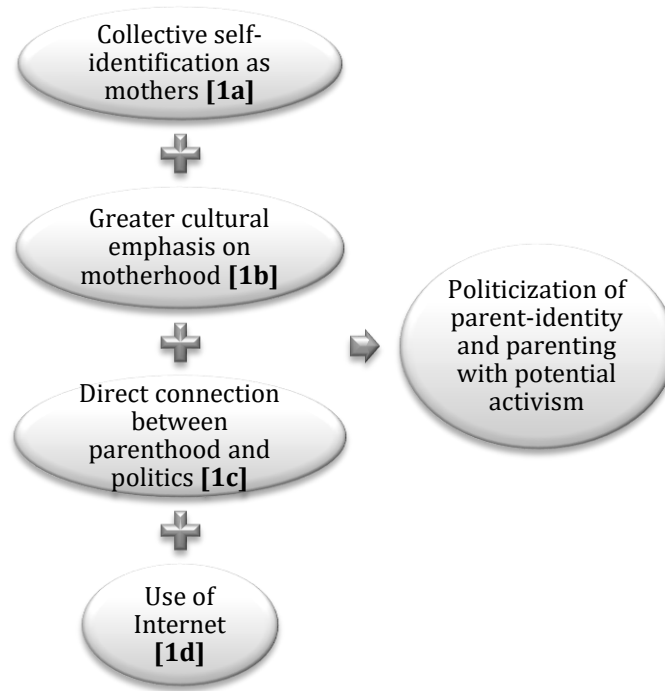 Collective self-
identification as
mothers [1a]
Greater cultural
emphasis on
motherhood [1b]
Direct connection
between
parenthood and
politics [1c]
Use of
Internet
[1d]
Politicization of
parent-identity
and parenting
with potential
activism